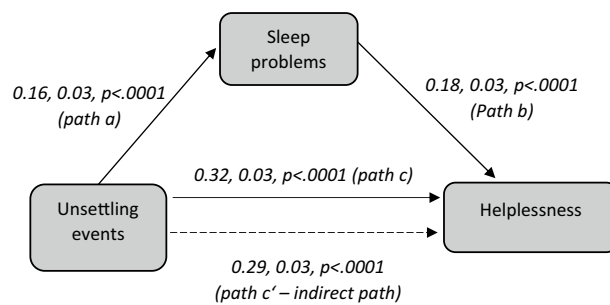 Sleep
problems
0.16, 0.03, p<.0001
(path a)
0.18, 0.03, p<.0001
(Path b)
0.32, 0.03, p<.0001 (path c)
Unsettling
events
Helplessness
0.29, 0.03, p<.0001
(path c‘ – indirect path)